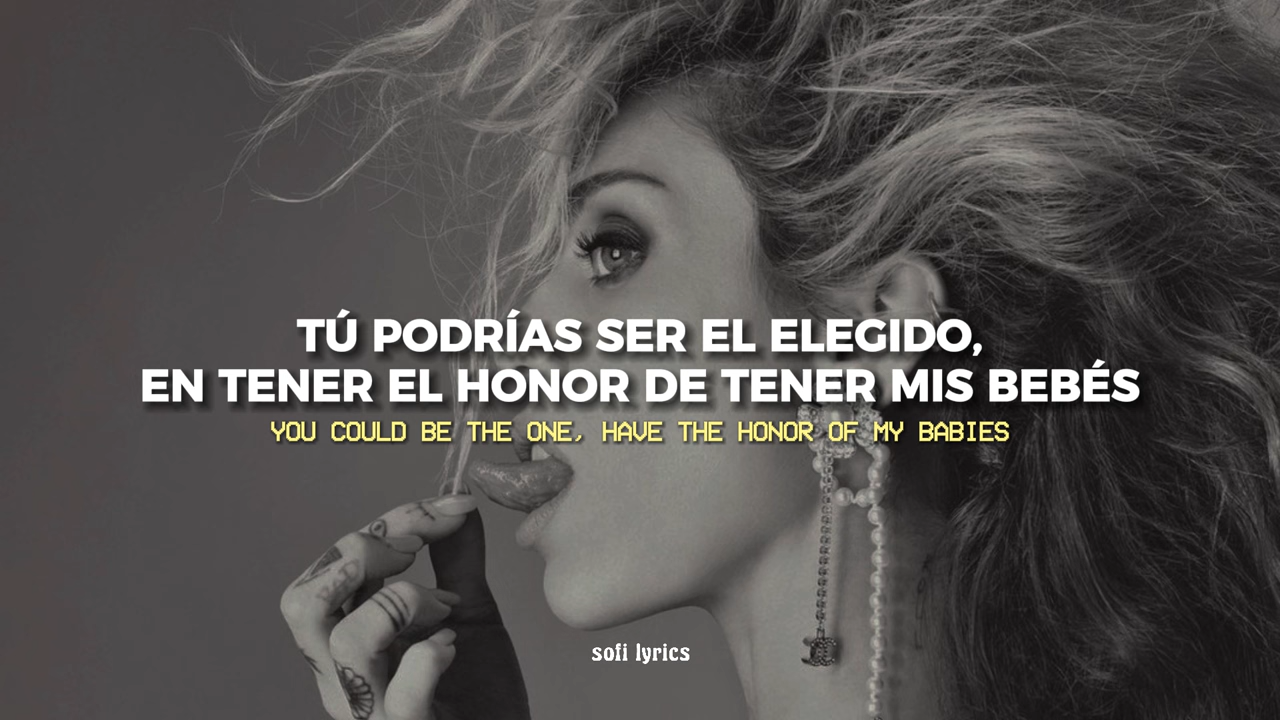 TÚ PODRÍAS SER EL ELEGIDO,
EN TENER EL HONOR DE TENER MIS BEBÉS
YOU COULD BE THE ONE, HAVE THE HONOR OF MY BABIES
sofi lyrics